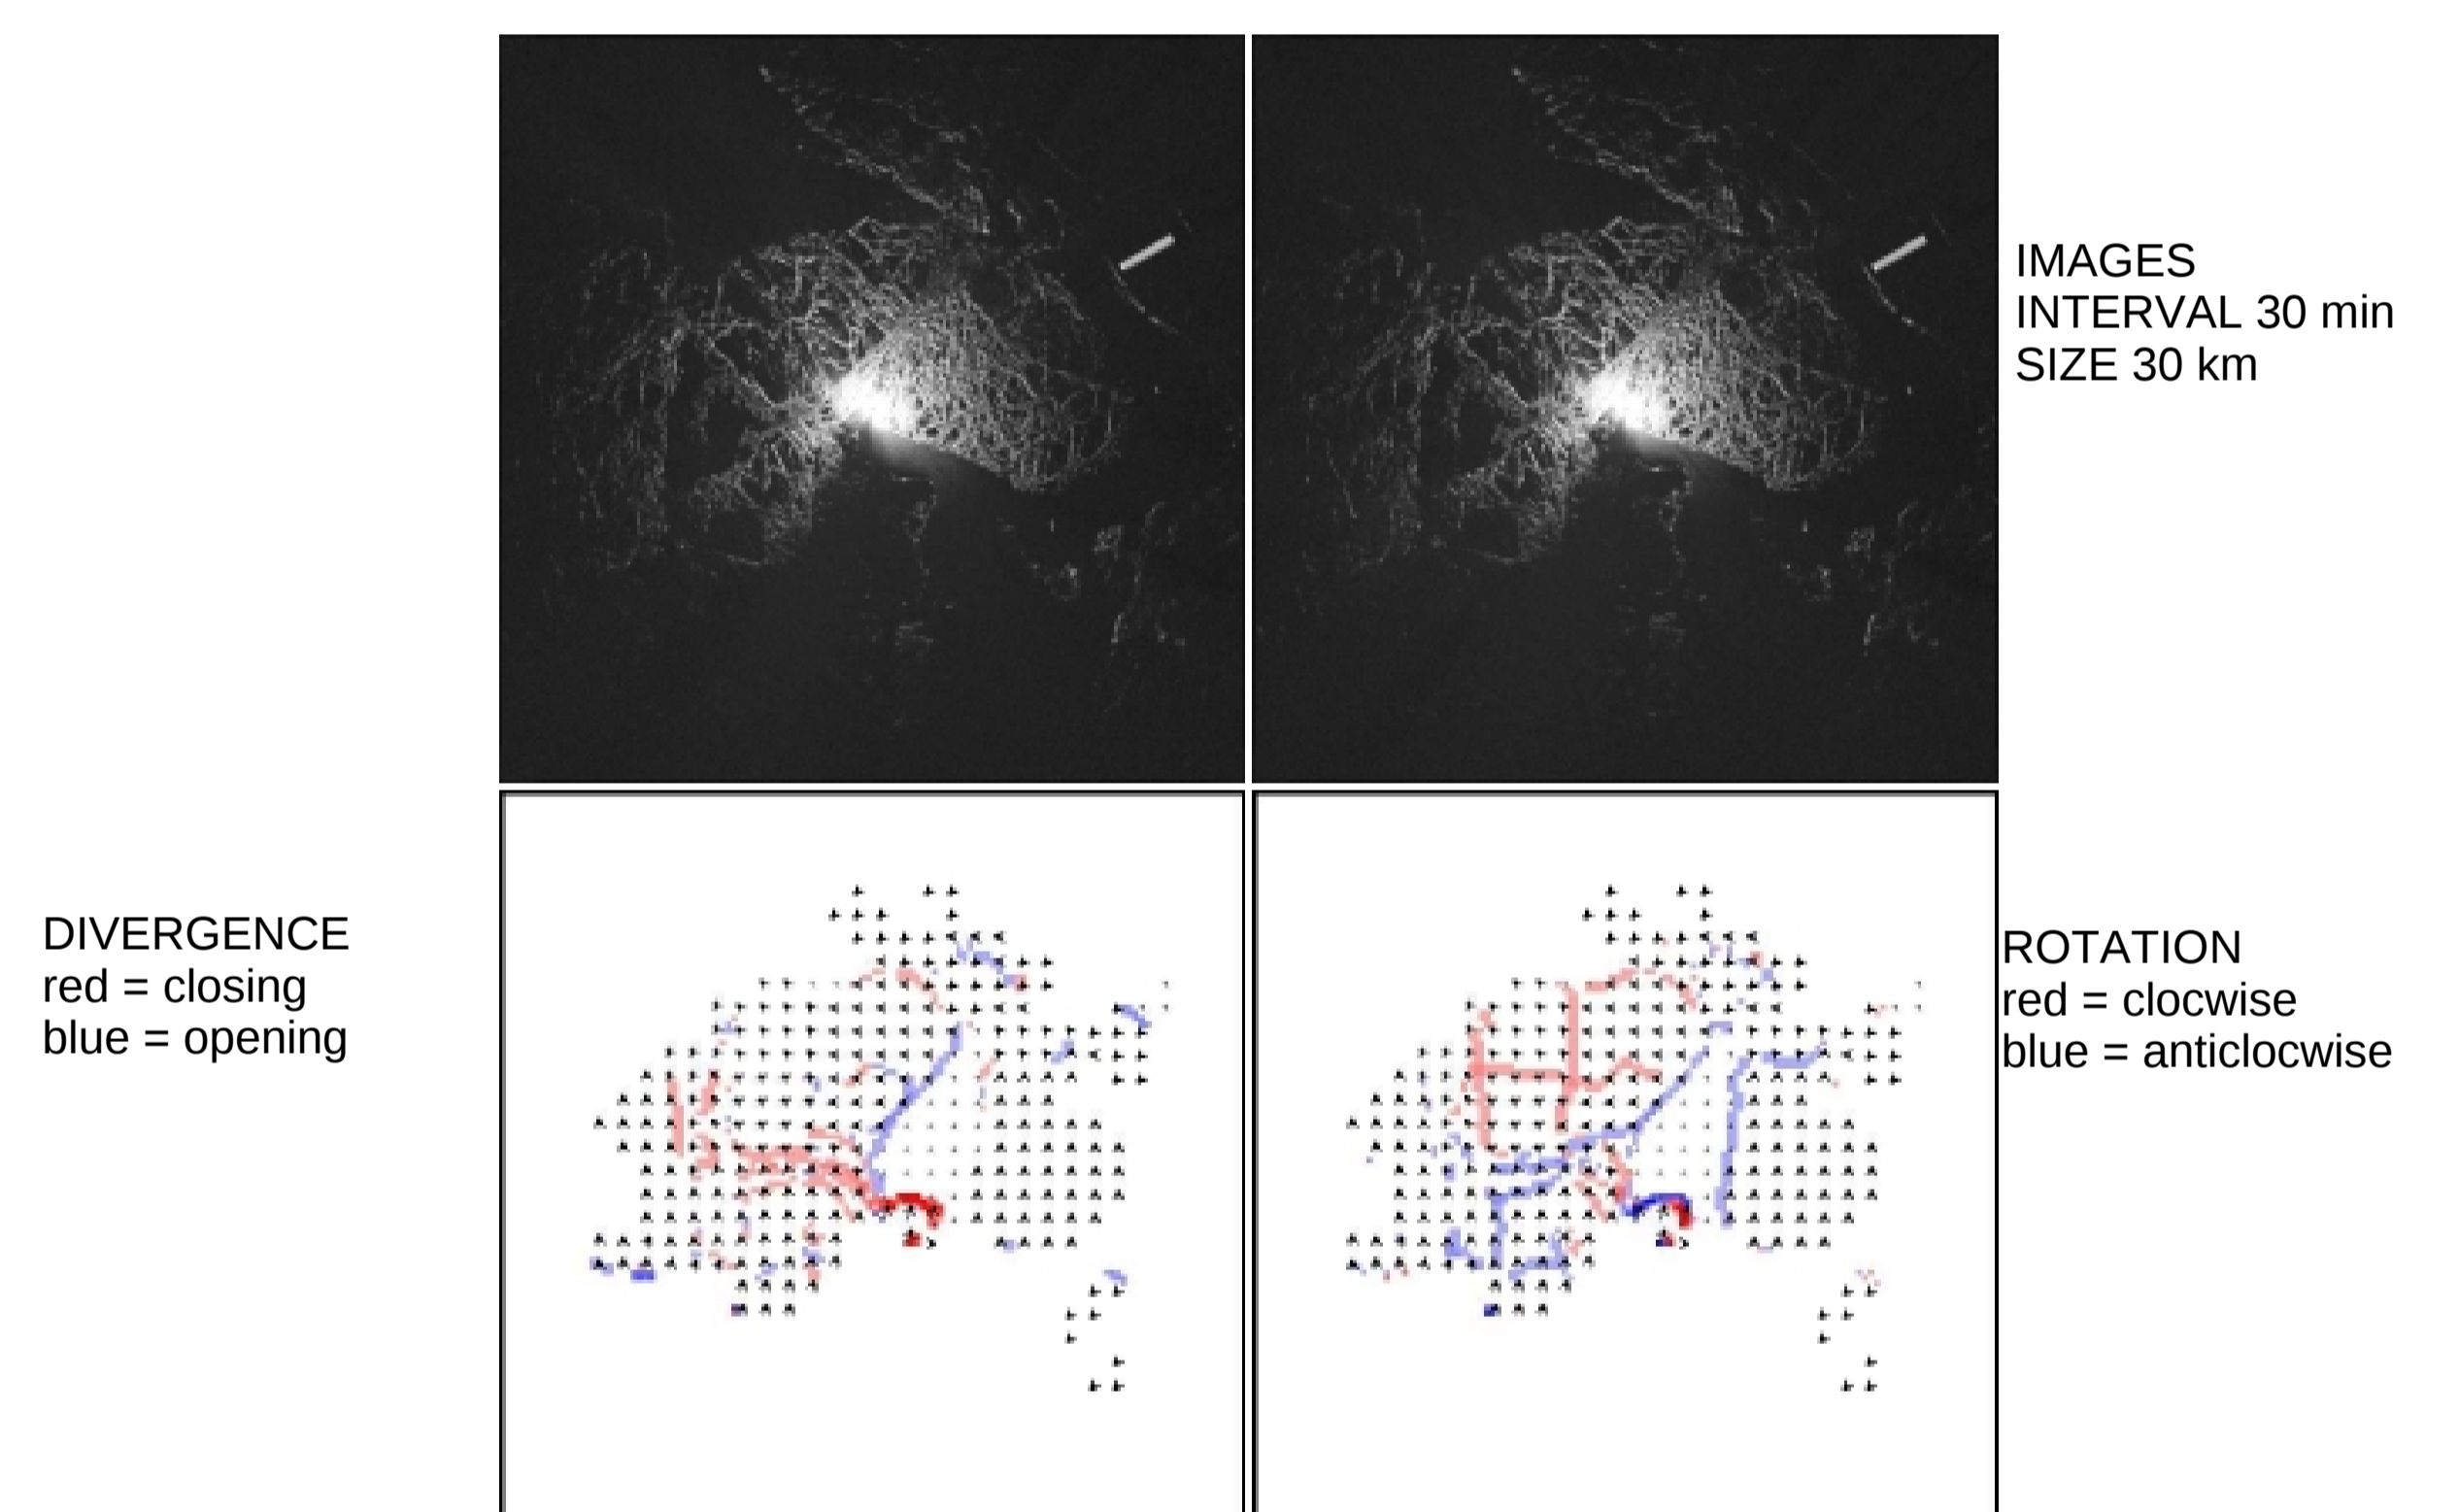 IMAGES
INTERVAL 30 min
SIZE 30 km
DIVERGENCE
red = closing
blue = opening
ROTATION
red = clocwise
blue = anticlocwise